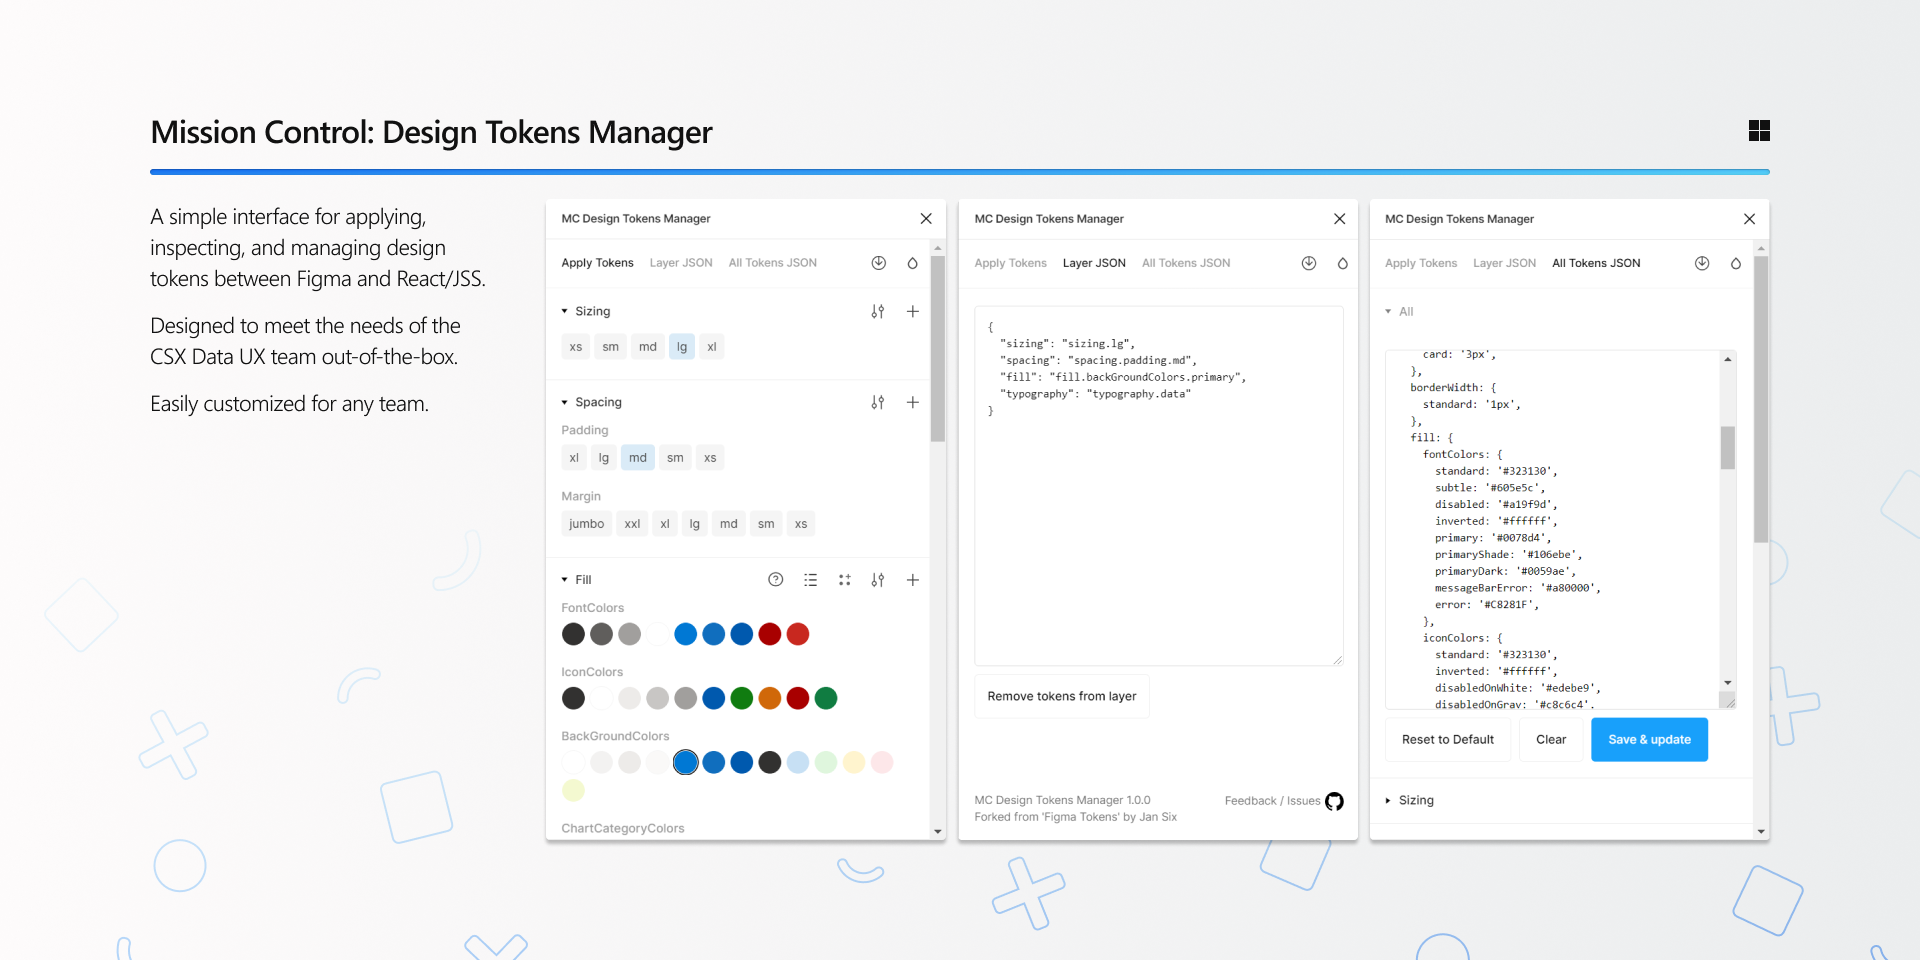 Mission Control: Design Tokens Manager
A simple interface for applying,
inspecting, and managing design
tokens between Figma and React/JSS.
Designed to meet the needs of the
CSX Data UX team out-of-the-box.
Easily customized for any team.
MC Design Tokens Manager
Apply Tokens Layer JSON All Tokens JSON
Sizing
xs sm md lg xl
Spacing
Padding
xl lg md sm xs
Margin
jumbo xxl xl lg md sm xs
Fill
FontColors
IconColors
BackGroundColors
ChartCategoryColors
MC Design Tokens Manager
Apply Tokens Layer JSON All Tokens JSON
{
"sizing": "sizing.lg",
"spacing": "spacing.padding.md",
"fill": "fill.backGroundColors.primary",
"typography": "typography.data"
}
Remove tokens from layer
MC Design Tokens Manager 1.0.0
Forked from 'Figma Tokens' by Jan Six
Feedback / Issues
MC Design Tokens Manager
Apply Tokens Layer JSON All Tokens JSON
All
card: '3px',
},
borderWidth: {
standard: '1px',
},
fill: {
fontColors: {
standard: '#323130',
subtle: '#605e5c',
disabled: '#a19f9d',
inverted: '#ffffff',
primary: '#0078d4',
primaryShade: '#106ebe',
primaryDark: '#0059ae',
messageBarError: '#a80000',
error: '#C8281F',
},
iconColors: {
standard: '#323130',
inverted: '#ffffff',
disabledOnWhite: '#edebe9',
disabledOnGray: '#c8c6c4',
Reset to Default Clear Save & update
Sizing